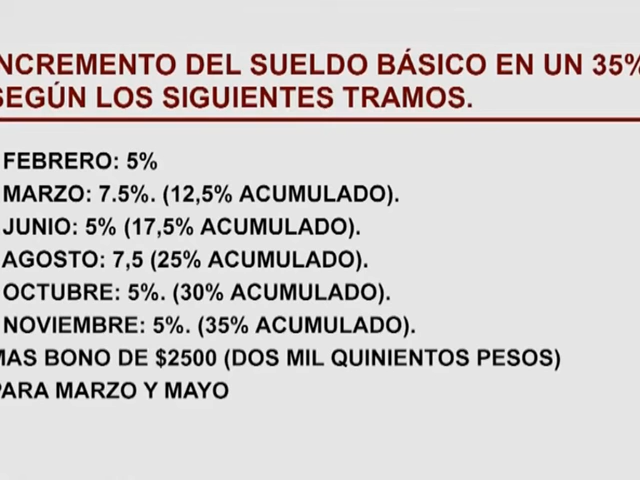 INCREMENTO DEL SUELDO BÁSICO EN UN 35%
SEGÚN LOS SIGUIENTES TRAMOS.
FEBRERO: 5%
MARZO: 7.5%. (12,5% ACUMULADO).
JUNIO: 5% (17,5% ACUMULADO).
AGOSTO: 7,5 (25% ACUMULADO).
OCTUBRE: 5%. (30% ACUMULADO).
NOVIEMBRE: 5%. (35% ACUMULADO).
MAS BONO DE $2500 (DOS MIL QUINIENTOS PESOS)
PARA MARZO Y MAYO